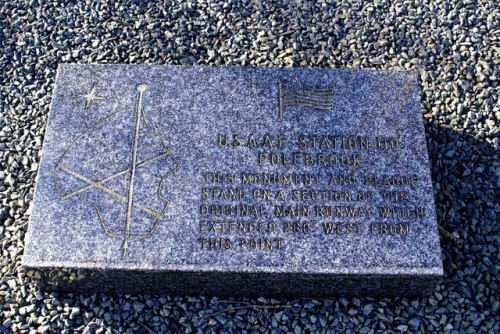 U.S.A.A.F. STATION 110
POLEBROOK
THIS MONUMENT AND PLAQUE
STAND ON A SECTION OF THE
ORIGINAL MAIN RUNWAY WHICH
EXTENDED 260° WEST FROM
THIS POINT